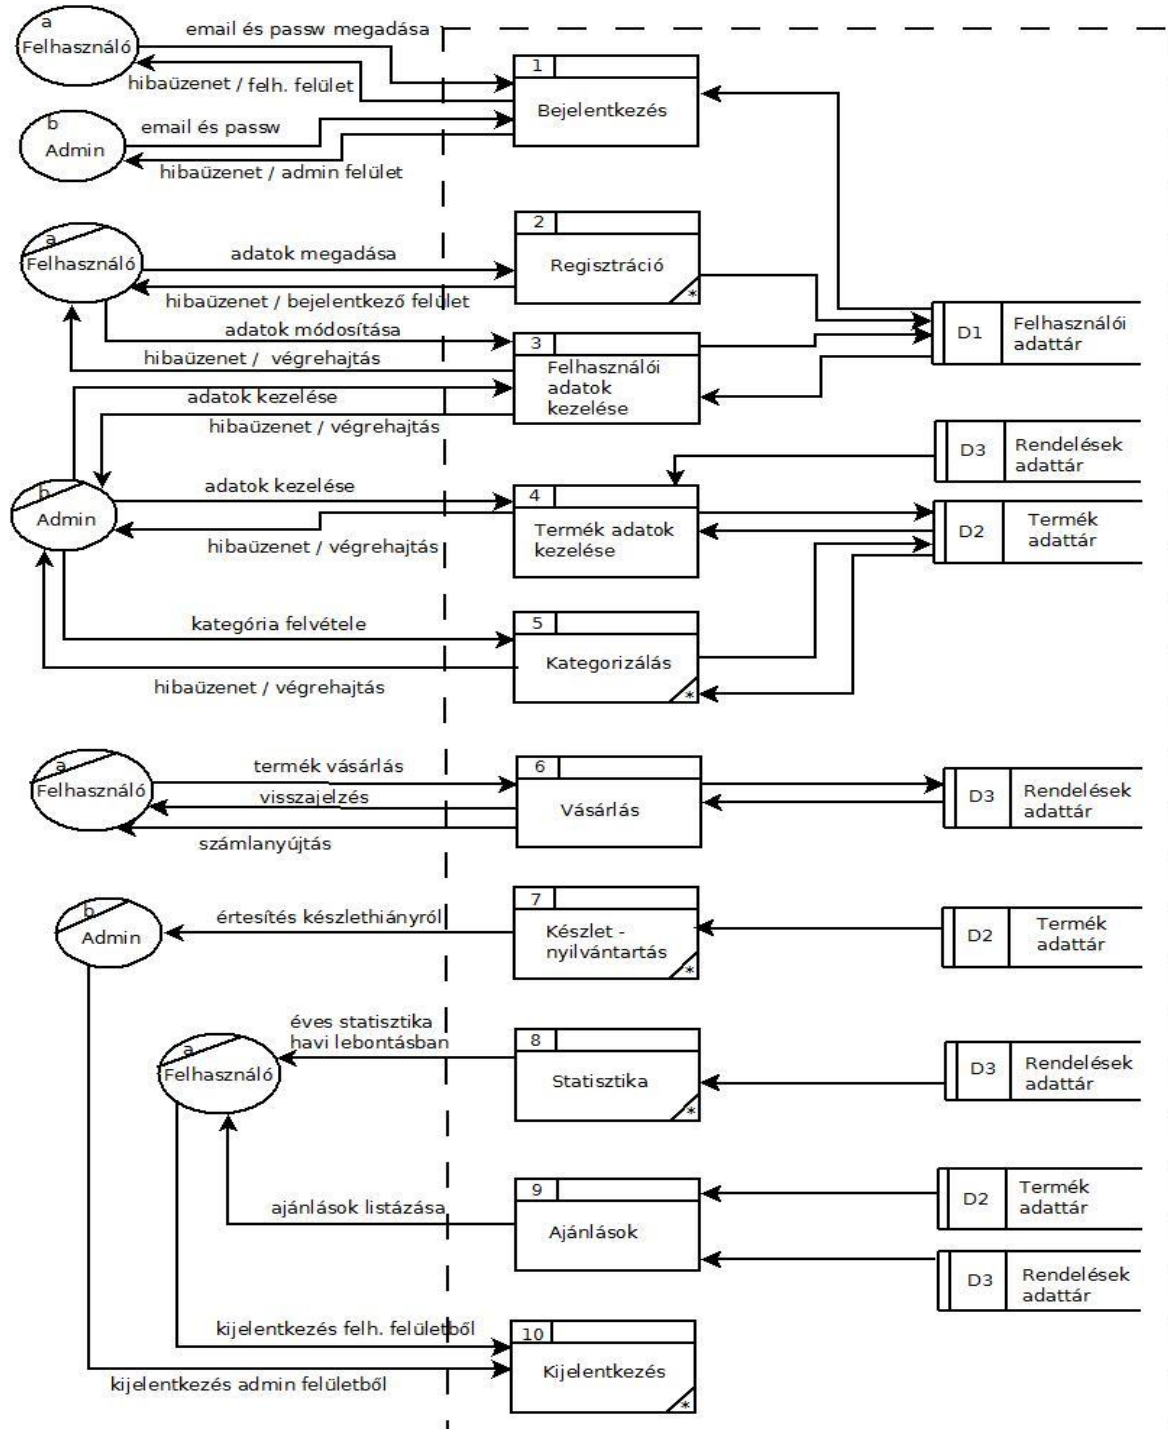 a
Felhasználó
email és passw megadása
hibaüzenet / felh. felület
1
Bejelentkezés
b
Admin
email és passw
hibaüzenet / admin felület
a
Felhasználó
adatok megadása
hibaüzenet / bejelentkező felület
2
Regisztráció
*
adatok módosítása
hibaüzenet / végrehajtás
3
Felhasználói
adatok
kezelése
D1
Felhasználói
adattár
adatok kezelése
hibaüzenet / végrehajtás
D3
Rendelések
adattár
b
Admin
adatok kezelése
hibaüzenet / végrehajtás
4
Termék adatok
kezelése
D2
Termék
adattár
kategória felvétele
hibaüzenet / végrehajtás
5
Kategorizálás
*
a
Felhasználó
termék vásárlás
visszajelzés
számlanyújtás
6
Vásárlás
D3
Rendelések
adattár
b
Admin
értesítés készlethiányról
7
Készlet -
nyilvántartás
*
D2
Termék
adattár
a
Felhasználó
éves statisztika
havi lebontásban
8
Statisztika
*
D3
Rendelések
adattár
ajánlások listázása
9
Ajánlások
D2
Termék
adattár
D3
Rendelések
adattár
kijelentkezés felh. felületből
kijelentkezés admin felületből
10
Kijelentkezés
*